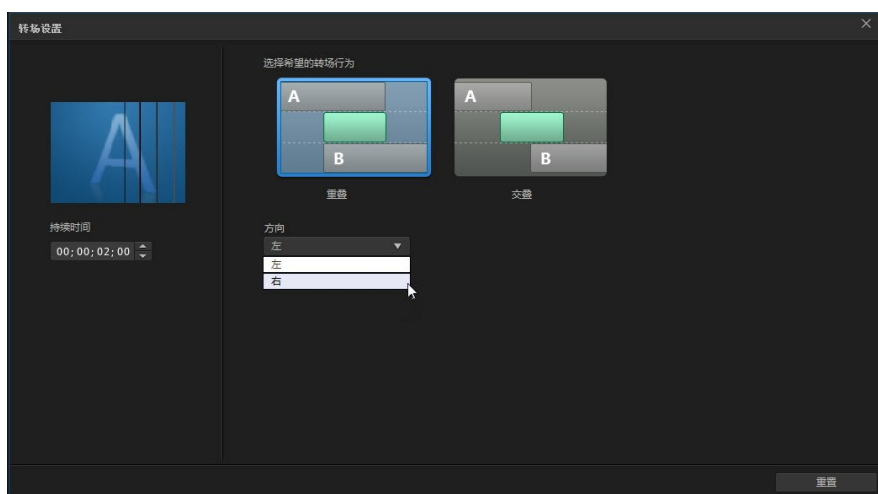 转场设置
选择希望的转场行为
A
B
重叠
A
B
交叠
A
持续时间
00;00;02;00
方向
左
左
右
重置